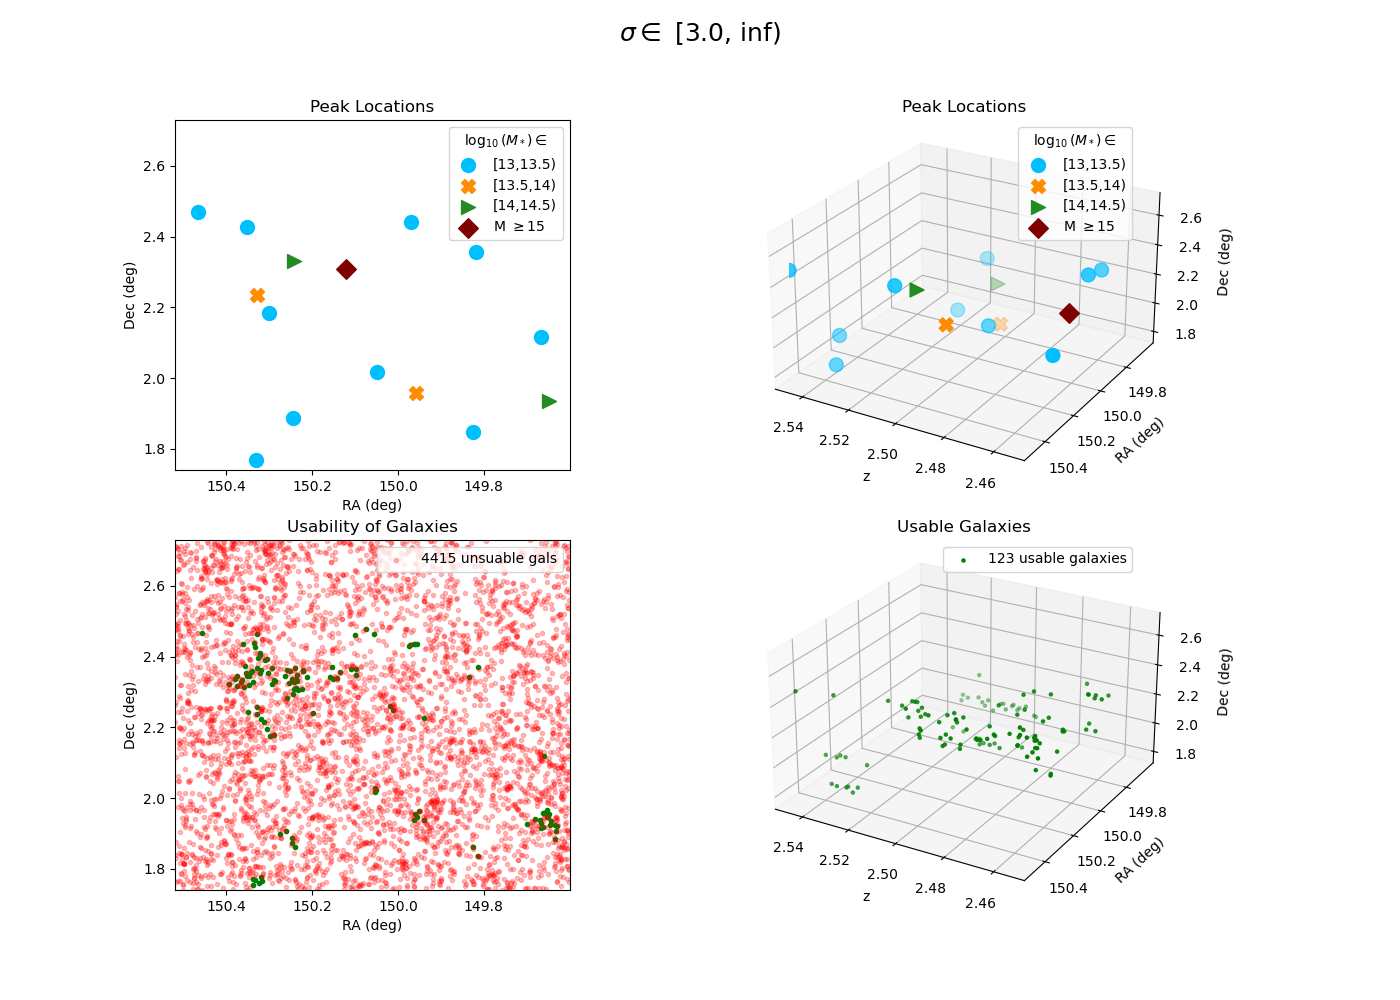 σ ∈ [3.0, inf)
Peak Locations
log₁₀(M*) ∈
[13,13.5)
[13.5,14)
[14,14.5)
M ≥15
2.6
2.4
2.2
2.0
1.8
Dec (deg)
150.4 150.2 150.0 149.8
RA (deg)
Peak Locations
log₁₀(M*) ∈
[13,13.5)
[13.5,14)
[14,14.5)
M ≥15
2.6
2.4
2.2
2.0
1.8
Dec (deg)
149.8
150.0
150.2
150.4
RA (deg)
2.54
2.52
2.50
2.48
2.46
z
Usability of Galaxies
4415 unsuable gals
2.6
2.4
2.2
2.0
1.8
Dec (deg)
150.4 150.2 150.0 149.8
RA (deg)
Usable Galaxies
123 usable galaxies
2.6
2.4
2.2
2.0
1.8
Dec (deg)
149.8
150.0
150.2
150.4
RA (deg)
2.54
2.52
2.50
2.48
2.46
z